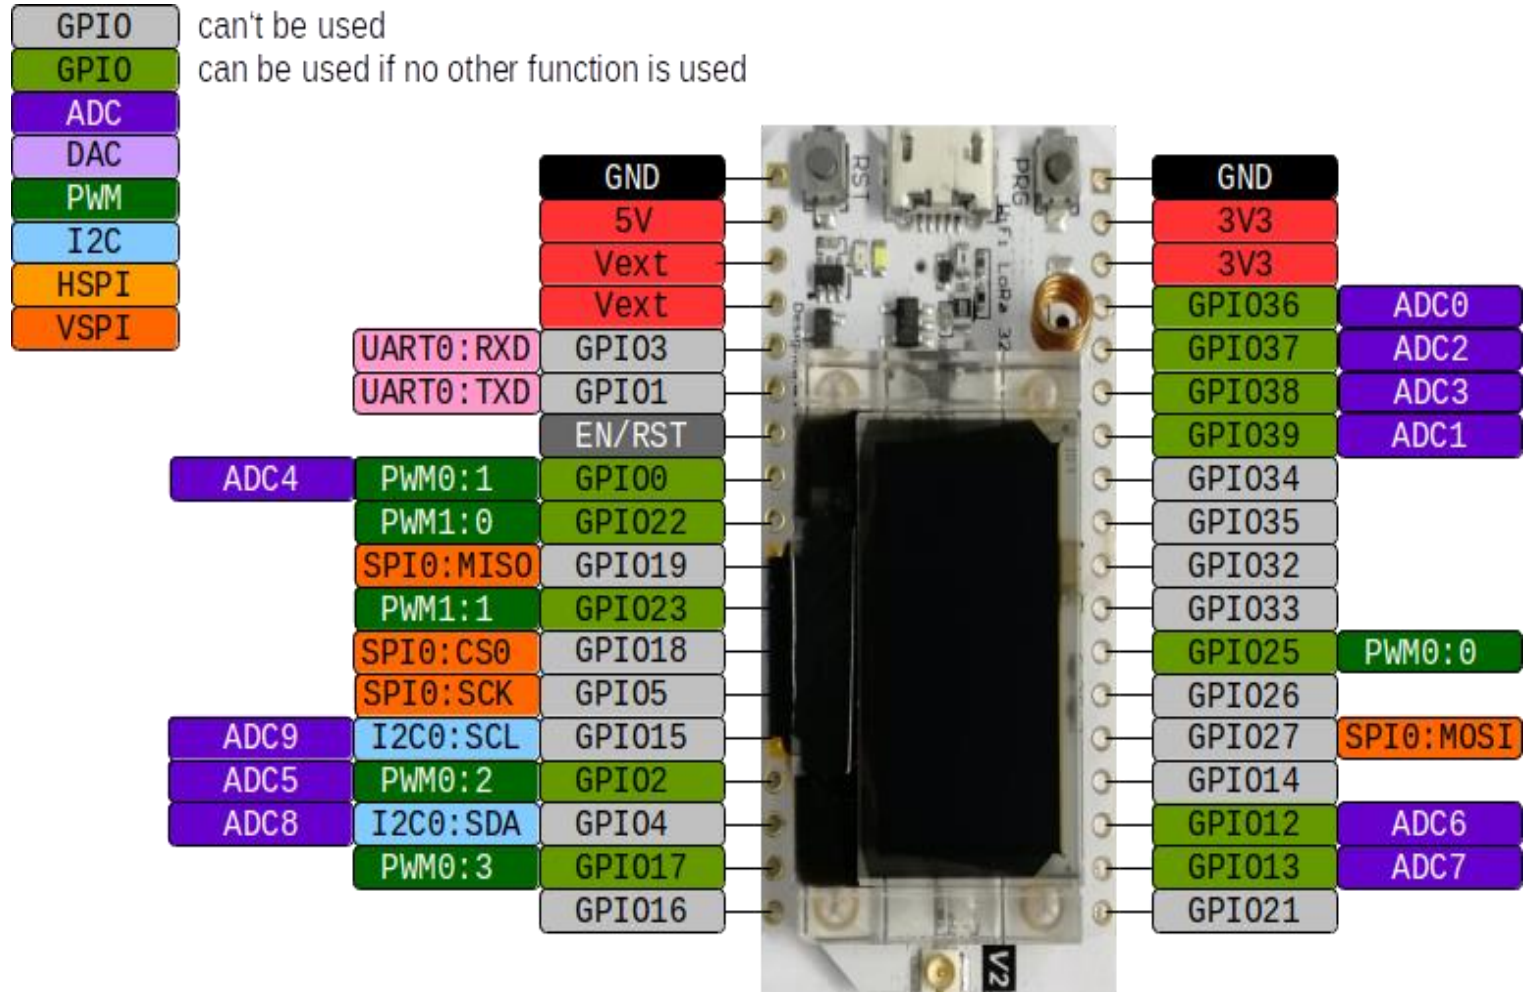 GPIO can't be used
GPIO can be used if no other function is used
ADC
DAC
PWM
I2C
HSPI
VSPI
GND
5V
Vext
Vext
UART0:RXD GPIO3
UART0:TXD GPIO1
EN/RST
ADC4 PWM0:1 GPIO0
PWM1:0 GPIO22
SPI0:MISO GPIO19
PWM1:1 GPIO23
SPI0:CS0 GPIO18
SPI0:SCK GPIO5
ADC9 I2C0:SCL GPIO15
ADC5 PWM0:2 GPIO2
ADC8 I2C0:SDA GPIO4
PWM0:3 GPIO17
GPIO16
RST
PRG
WiFi LoRa 32
V2
GND
3V3
3V3
GPIO36 ADC0
GPIO37 ADC2
GPIO38 ADC3
GPIO39 ADC1
GPIO34
GPIO35
GPIO32
GPIO33
GPIO25 PWM0:0
GPIO26
GPIO27 SPI0:MOSI
GPIO14
GPIO12 ADC6
GPIO13 ADC7
GPIO21